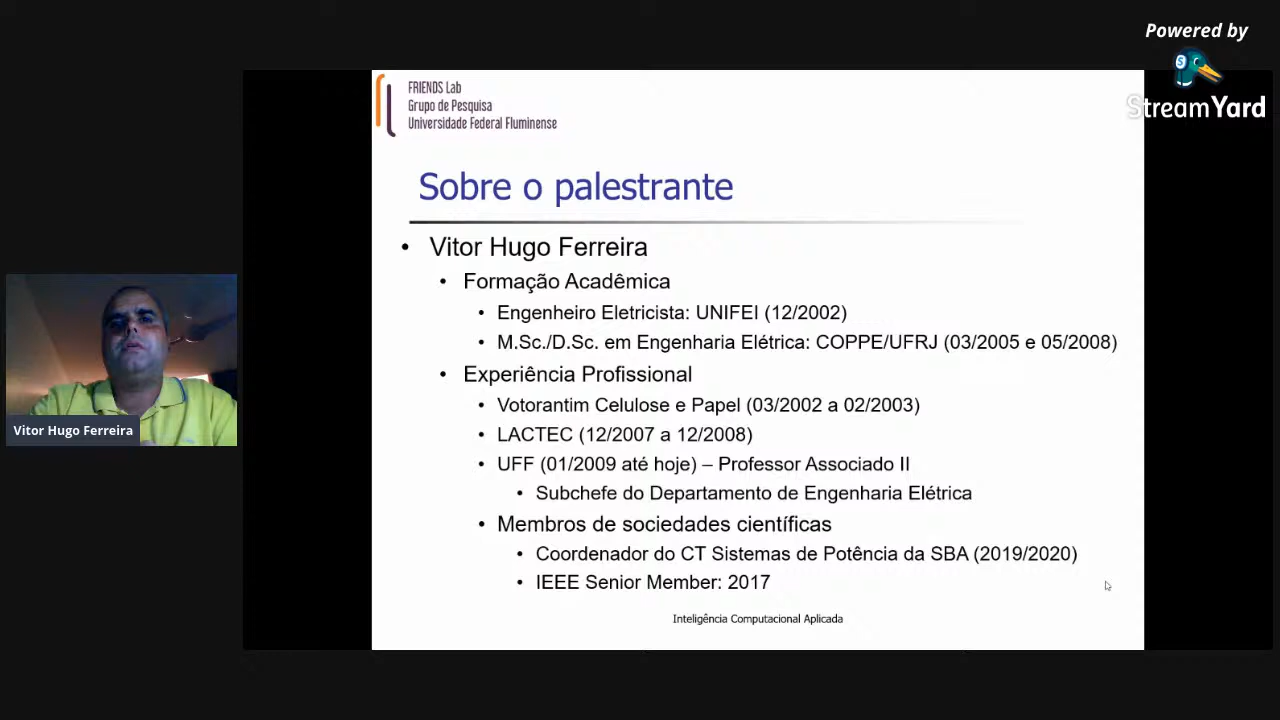 Powered by
StreamYard
FRIENDS Lab
Grupo de Pesquisa
Universidade Federal Fluminense
Sobre o palestrante
• Vitor Hugo Ferreira
• Formação Acadêmica
• Engenheiro Eletricista: UNIFEI (12/2002)
• M.Sc./D.Sc. em Engenharia Elétrica: COPPE/UFRJ (03/2005 e 05/2008)
• Experiência Profissional
• Votorantim Celulose e Papel (03/2002 a 02/2003)
• LACTEC (12/2007 a 12/2008)
• UFF (01/2009 até hoje) – Professor Associado II
• Subchefe do Departamento de Engenharia Elétrica
• Membros de sociedades científicas
• Coordenador do CT Sistemas de Potência da SBA (2019/2020)
• IEEE Senior Member: 2017
Inteligência Computacional Aplicada
Vitor Hugo Ferreira